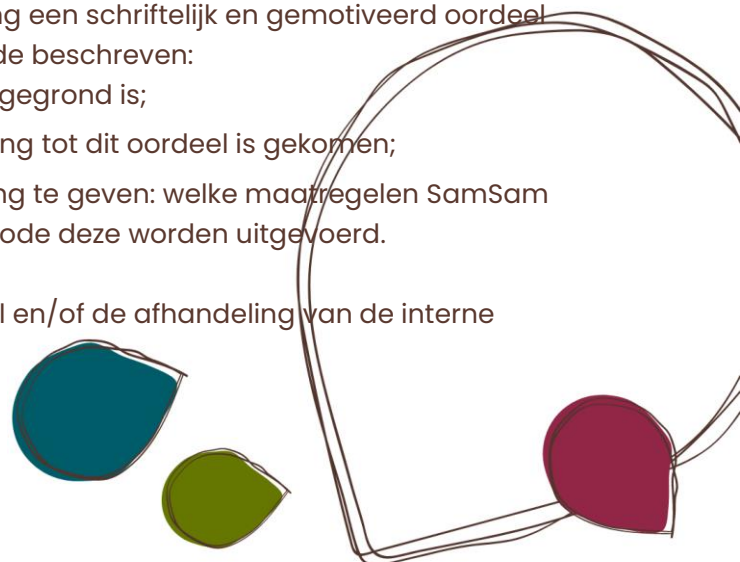 ng een schriftelijk en gemotiveerd oordeel
de beschreven:
gegrond is;
ng tot dit oordeel is gekomen;
ng te geven: welke maatregelen SamSam
ode deze worden uitgevoerd.
l en/of de afhandeling van de interne